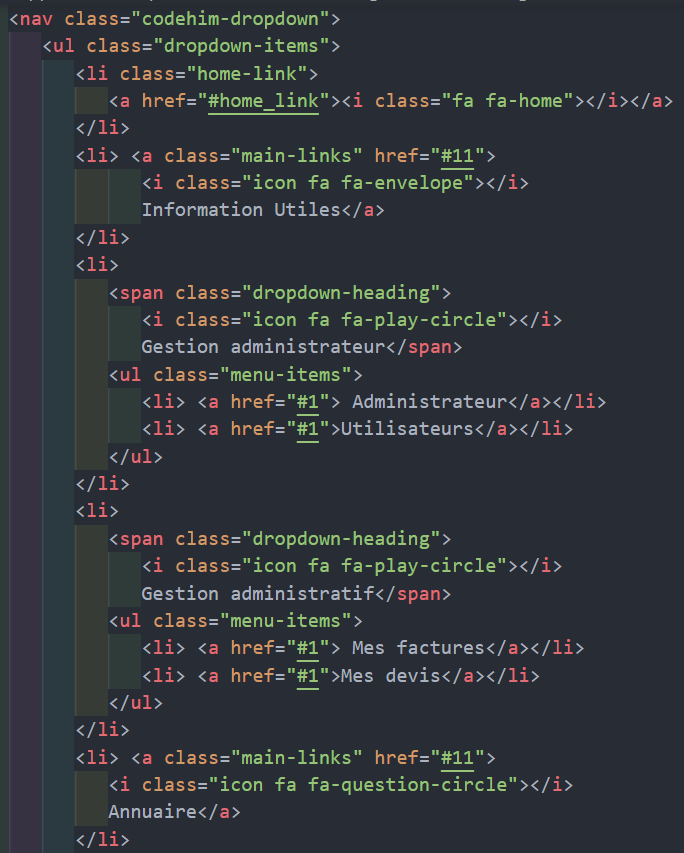 <nav class="codehim-dropdown">
<ul class="dropdown-items">
<li class="home-link">
<a href="#home_link"><i class="fa fa-home"></i></a>
</li>
<li> <a class="main-links" href="#11">
<i class="icon fa fa-envelope"></i>
Information Utiles</a>
</li>
<li>
<span class="dropdown-heading">
<i class="icon fa fa-play-circle"></i>
Gestion administrateur</span>
<ul class="menu-items">
<li> <a href="#1"> Administrateur</a></li>
<li> <a href="#1">Utilisateurs</a></li>
</ul>
</li>
<li>
<span class="dropdown-heading">
<i class="icon fa fa-play-circle"></i>
Gestion administratif</span>
<ul class="menu-items">
<li> <a href="#1"> Mes factures</a></li>
<li> <a href="#1">Mes devis</a></li>
</ul>
</li>
<li> <a class="main-links" href="#11">
<i class="icon fa fa-question-circle"></i>
Annuaire</a>
</li>